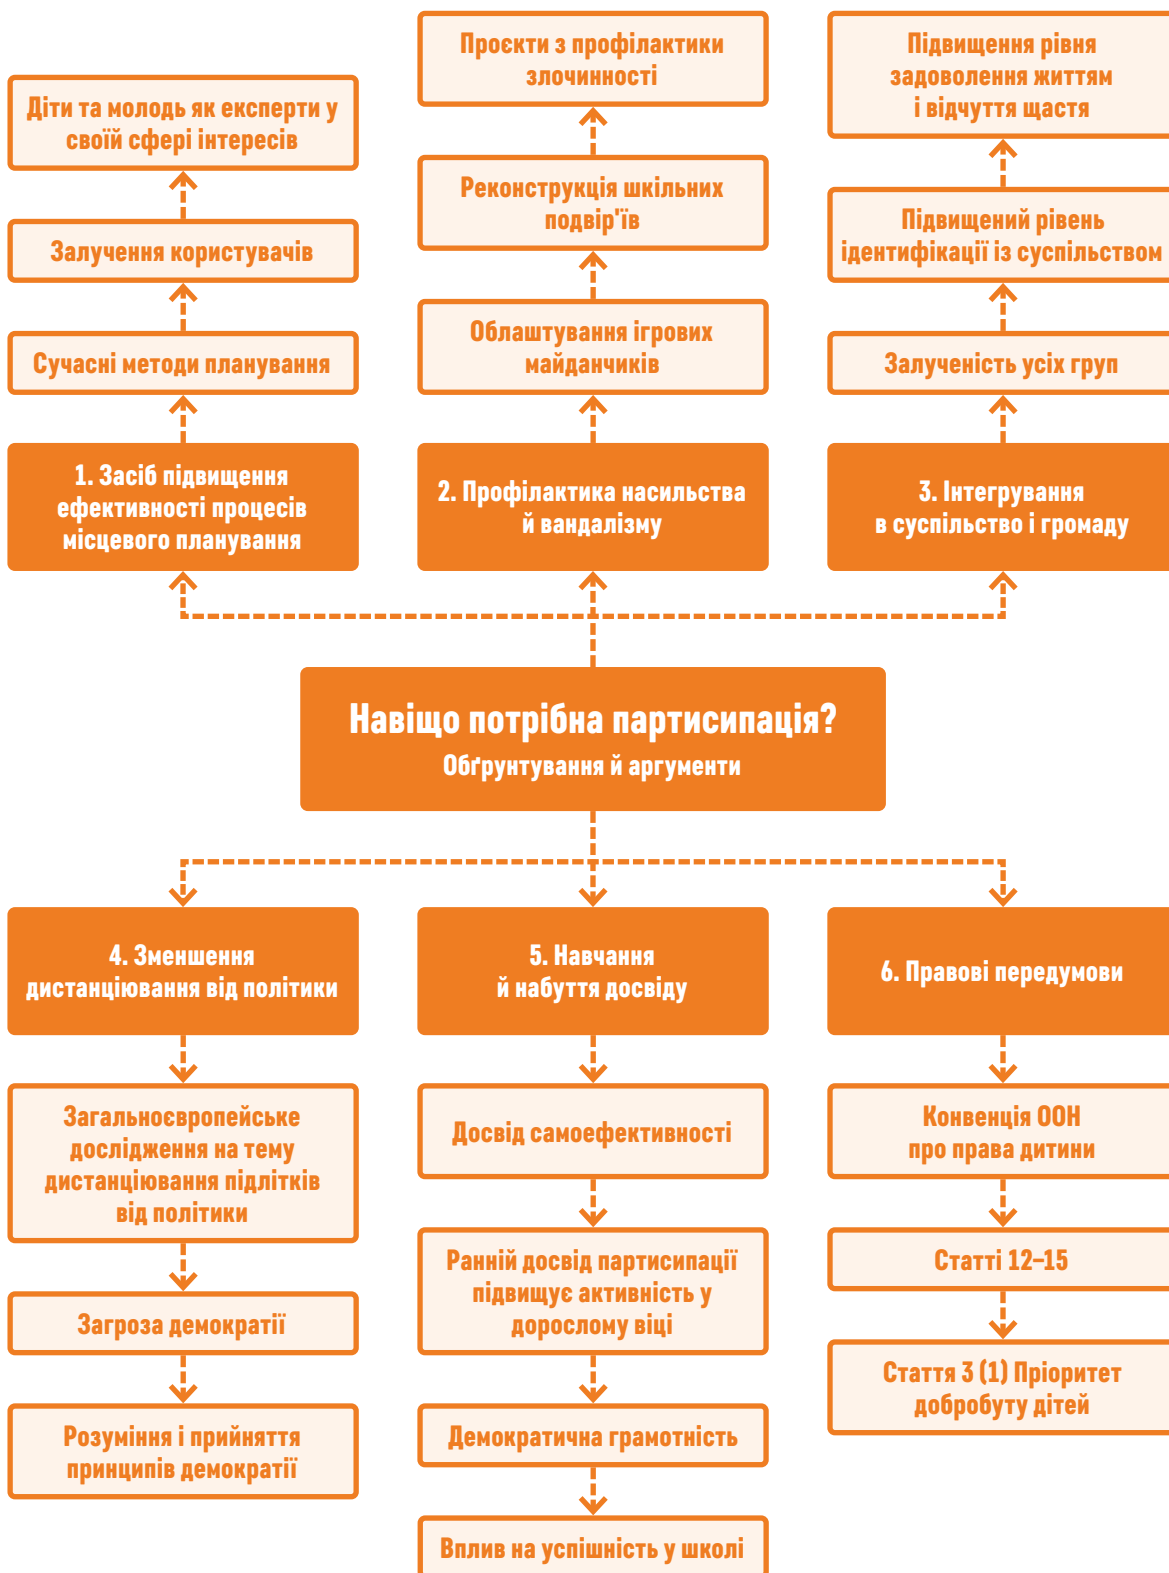 Діти та молодь як експерти у
своїй сфері інтересів
Залучення користувачів
Сучасні методи планування
1. Засіб підвищення
ефективності процесів
місцевого планування
Проєкти з профілактики
злочинності
Реконструкція шкільних
подвір'їв
Облаштування ігрових
майданчиків
2. Профілактика насильства
й вандалізму
Підвищення рівня
задоволення життям
і відчуття щастя
Підвищений рівень
ідентифікації із суспільством
Залученість усіх груп
3. Інтегрування
в суспільство і громаду
Навіщо потрібна партисипація?
Обґрунтування й аргументи
4. Зменшення
дистанціювання від політики
Загальноєвропейське
дослідження на тему
дистанціювання підлітків
від політики
Загроза демократії
Розуміння і прийняття
принципів демократії
5. Навчання
й набуття досвіду
Досвід самоефективності
Ранній досвід партисипації
підвищує активність у
дорослому віці
Демократична грамотність
Вплив на успішність у школі
6. Правові передумови
Конвенція ООН
про права дитини
Статті 12–15
Стаття 3 (1) Пріоритет
добробуту дітей